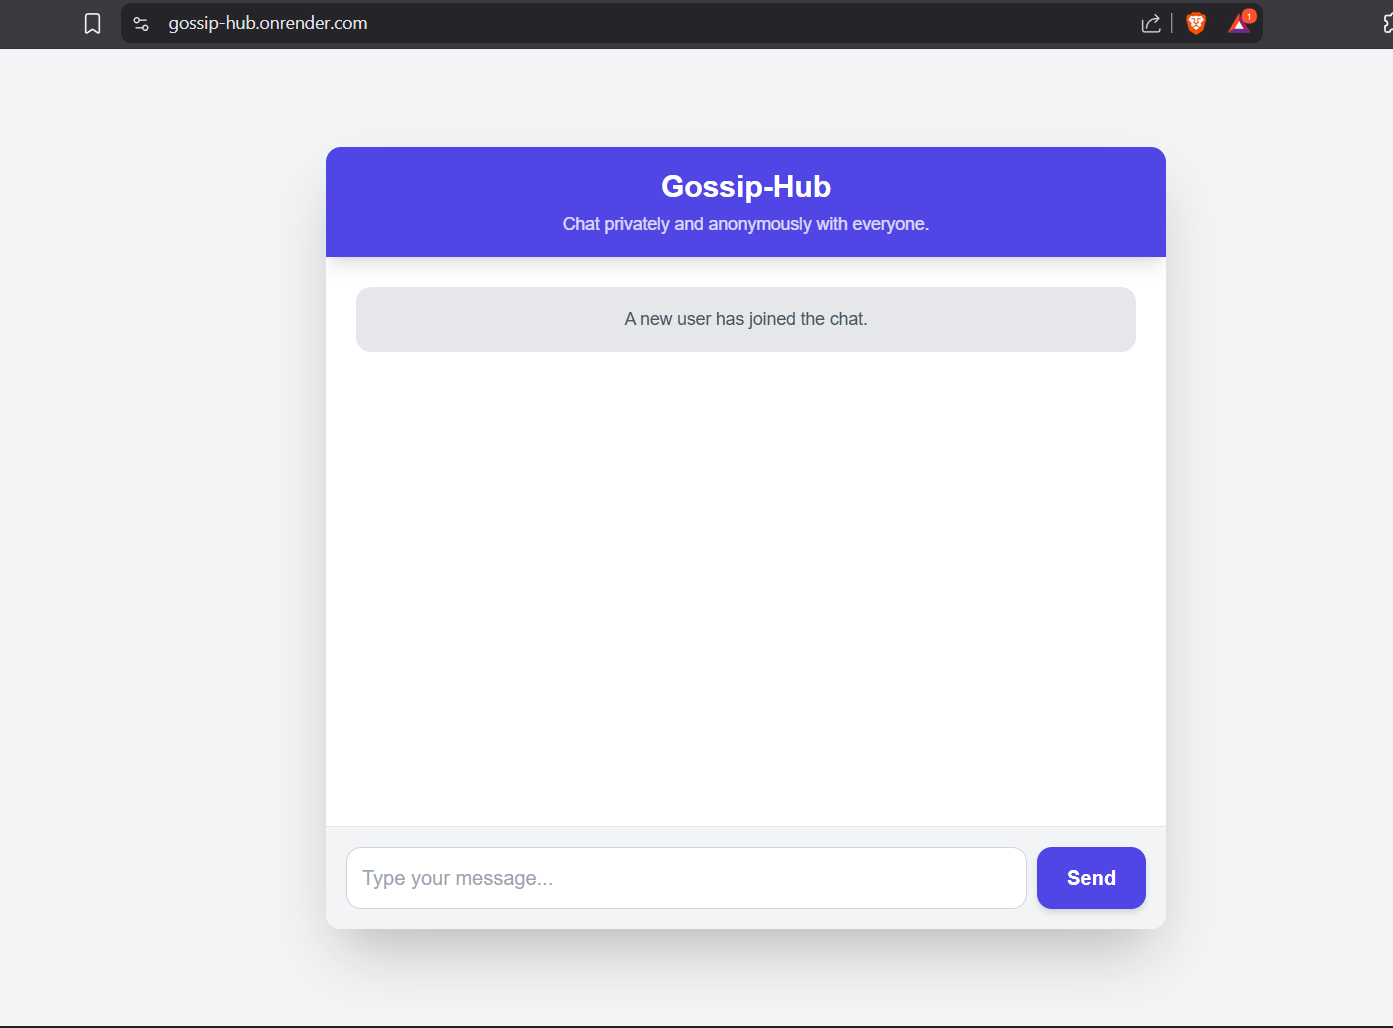 gossip-hub.onrender.com
1
Gossip-Hub
Chat privately and anonymously with everyone.
A new user has joined the chat.
Type your message...
Send